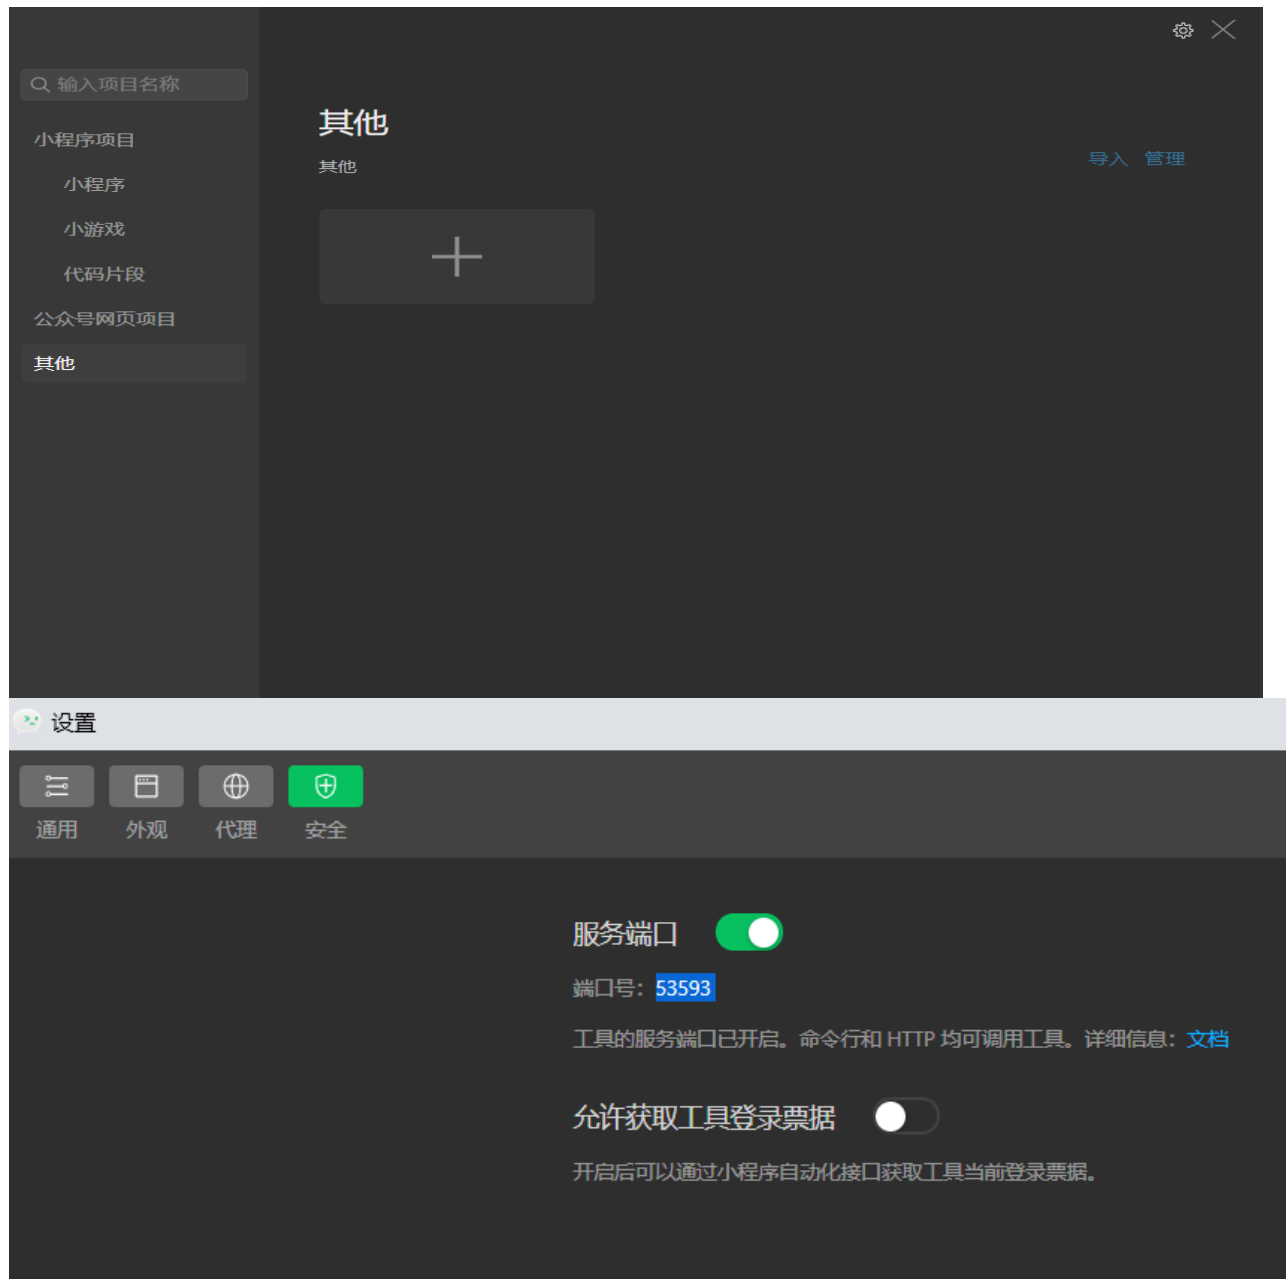 输入项目名称
小程序项目
小程序
小游戏
代码片段
公众号网页项目
其他
其他
其他
导入 管理
设置
通用 外观 代理 安全
服务端口
端口号：53593
工具的服务端口已开启。命令行和 HTTP 均可调用工具。详细信息：文档
允许获取工具登录票据
开启后可以通过小程序自动化接口获取工具当前登录票据。